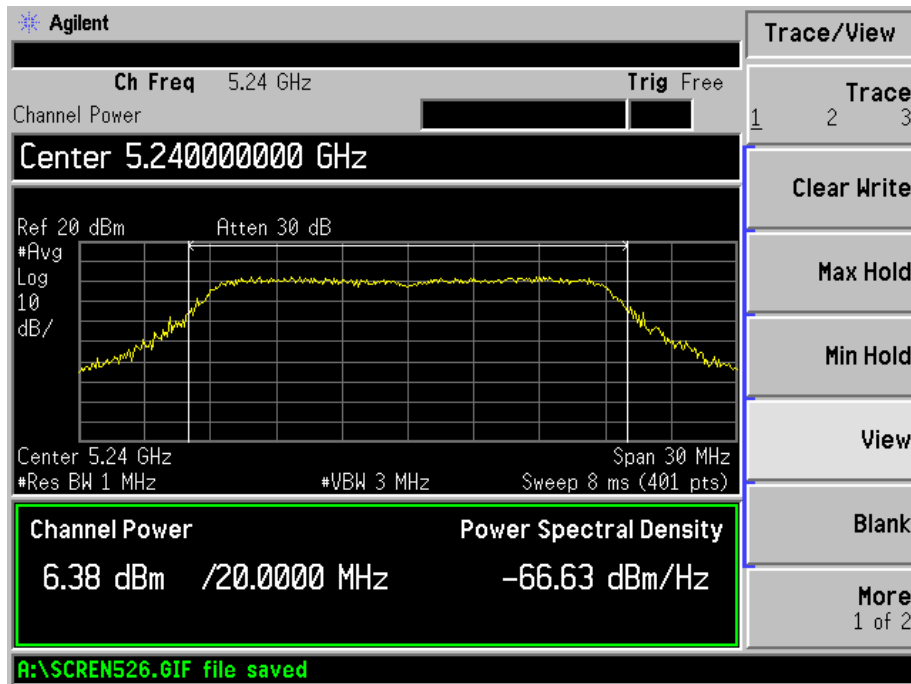 Agilent
Ch Freq 5.24 GHz Trig Free
Channel Power
Center 5.240000000 GHz
Ref 20 dBm Atten 30 dB
#Avg
Log
10
dB/
Center 5.24 GHz Span 30 MHz
#Res BW 1 MHz #VBW 3 MHz Sweep 8 ms (401 pts)
Channel Power Power Spectral Density
6.38 dBm /20.0000 MHz -66.63 dBm/Hz
A:\SCREN526.GIF file saved
Trace/View
Trace
1 2 3
Clear Write
Max Hold
Min Hold
View
Blank
More
1 of 2